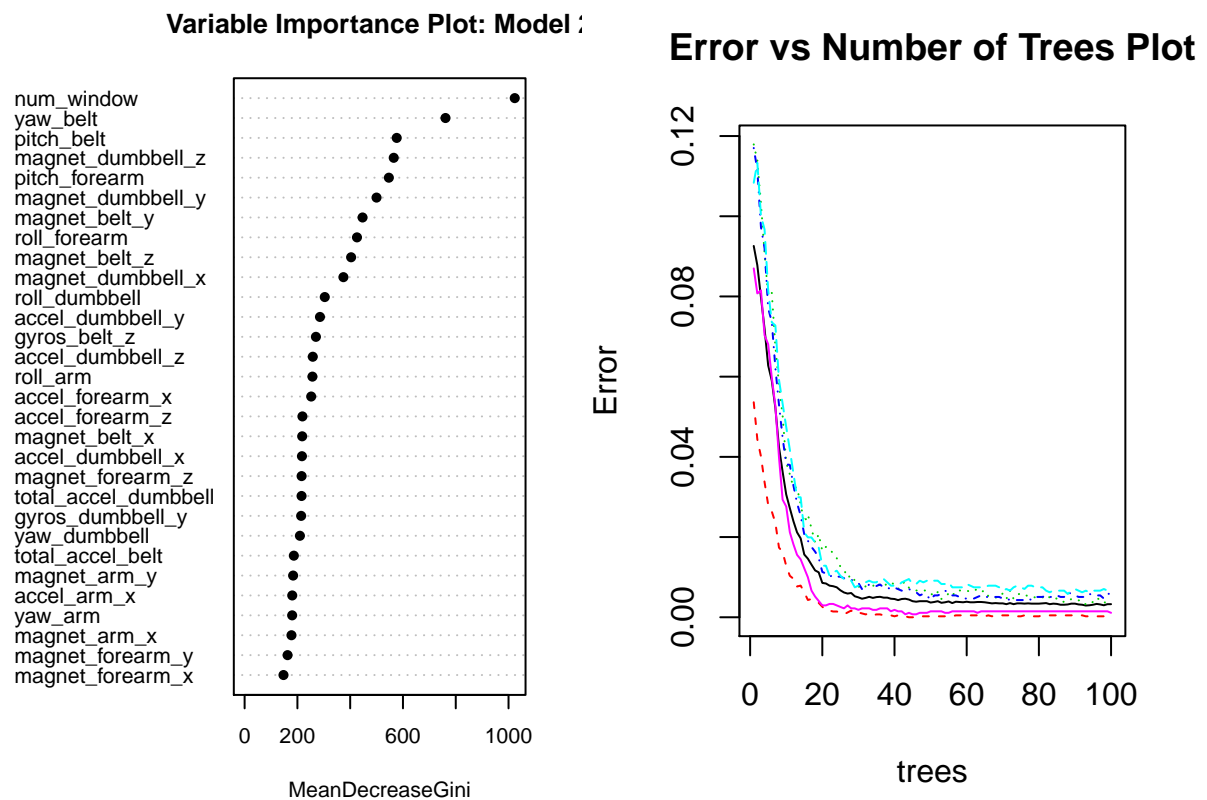 Variable Importance Plot: Model
num_window
yaw_belt
pitch_belt
magnet_dumbbell_z
pitch_forearm
magnet_dumbbell_y
magnet_belt_y
roll_forearm
magnet_belt_z
magnet_dumbbell_x
roll_dumbbell
accel_dumbbell_y
gyros_belt_z
accel_dumbbell_z
roll_arm
accel_forearm_x
accel_forearm_z
magnet_belt_x
accel_dumbbell_x
magnet_forearm_z
total_accel_dumbbell
gyros_dumbbell_y
yaw_dumbbell
total_accel_belt
magnet_arm_y
accel_arm_x
yaw_arm
magnet_arm_x
magnet_forearm_y
magnet_forearm_x
0 200 600 1000
MeanDecreaseGini
Error vs Number of Trees Plot
Error
0.12
0.08
0.04
0.00
0 20 40 60 80 100
trees